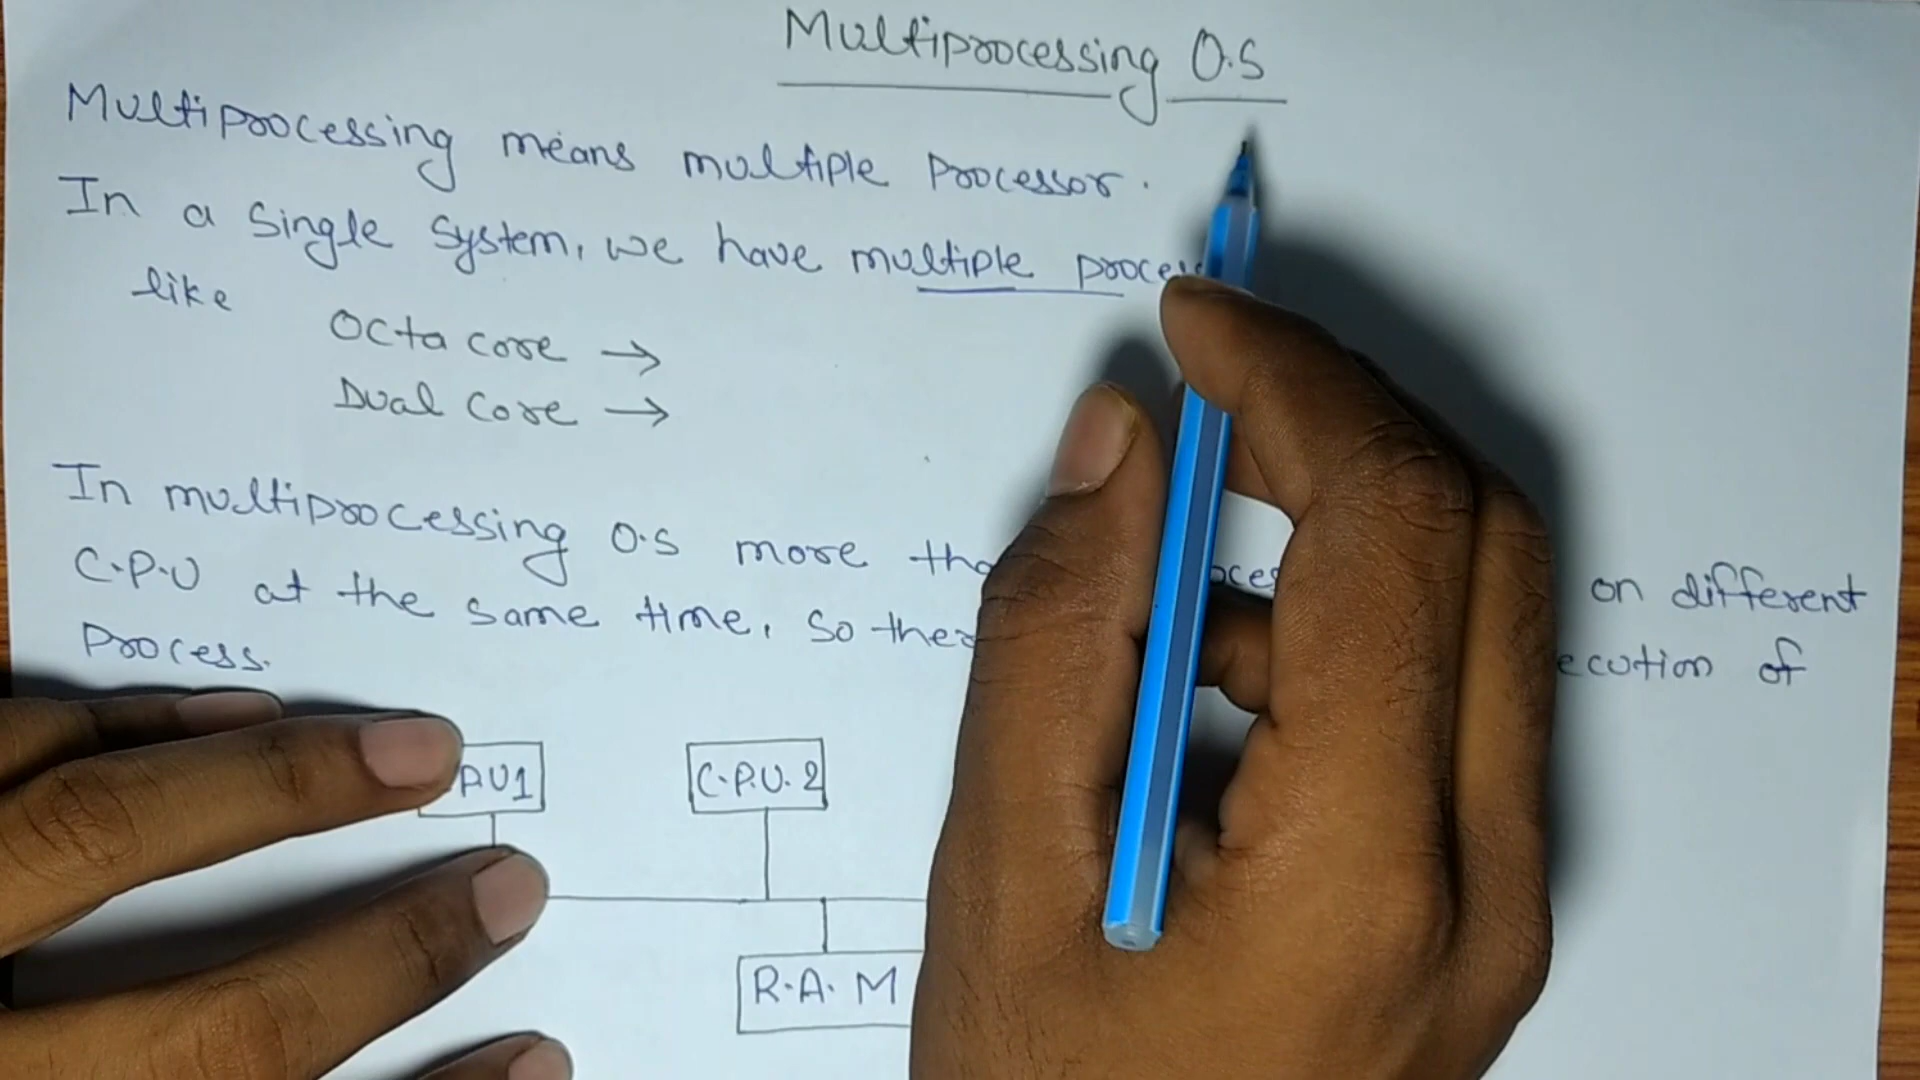 Multiprocessing O.S
Multiprocessing means multiple processor.
In a single system, we have multiple
like
Octa core →
Dual core →
In multiprocessing O.S more on different
C.P.U at the same time. So of
Process.
C.P.U. 2
R.A.M